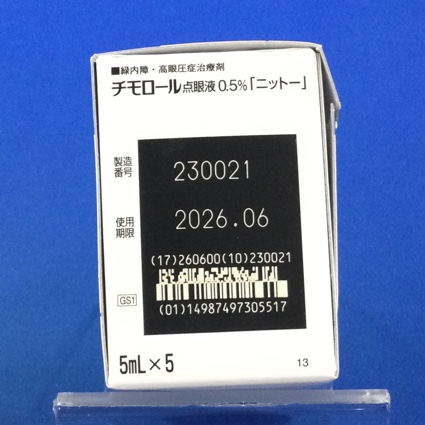 ■緑内障・高眼圧症治療剤
チモロール点眼液0.5%「ニットー」
製造番号 230021
使用期限 2026.06
(17)260600(10)230021
GS1
(01)14987497305517
5mL×5 13